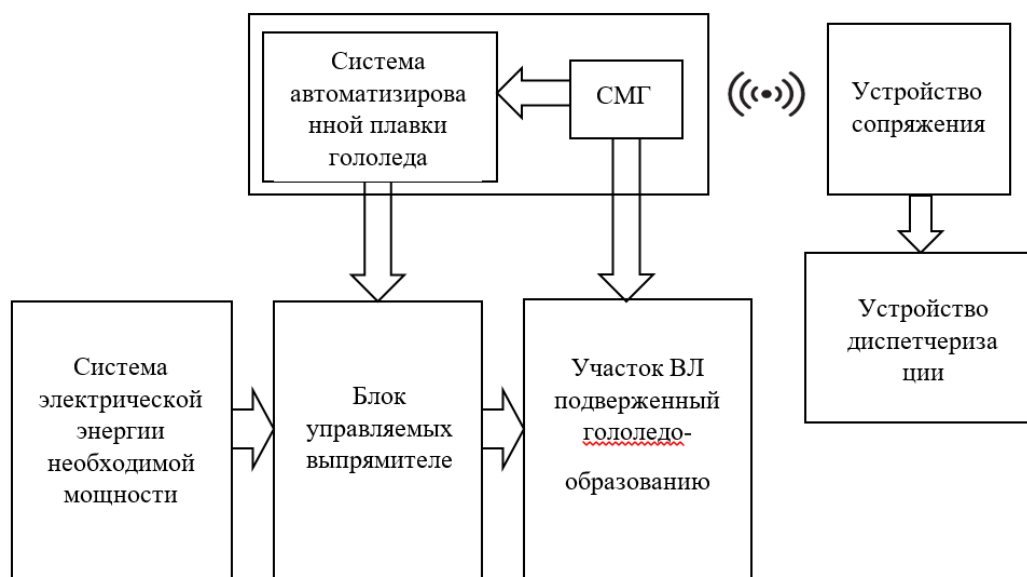 Система
автоматизирова
нной плавки
гололеда
СМГ
Устройство
сопряжения
Устройство
диспетчериза
ции
Система
электрической
энергии
необходимой
мощности
Блок
управляемых
выпрямителе
Участок ВЛ
подверженный
гололедо-
образованию